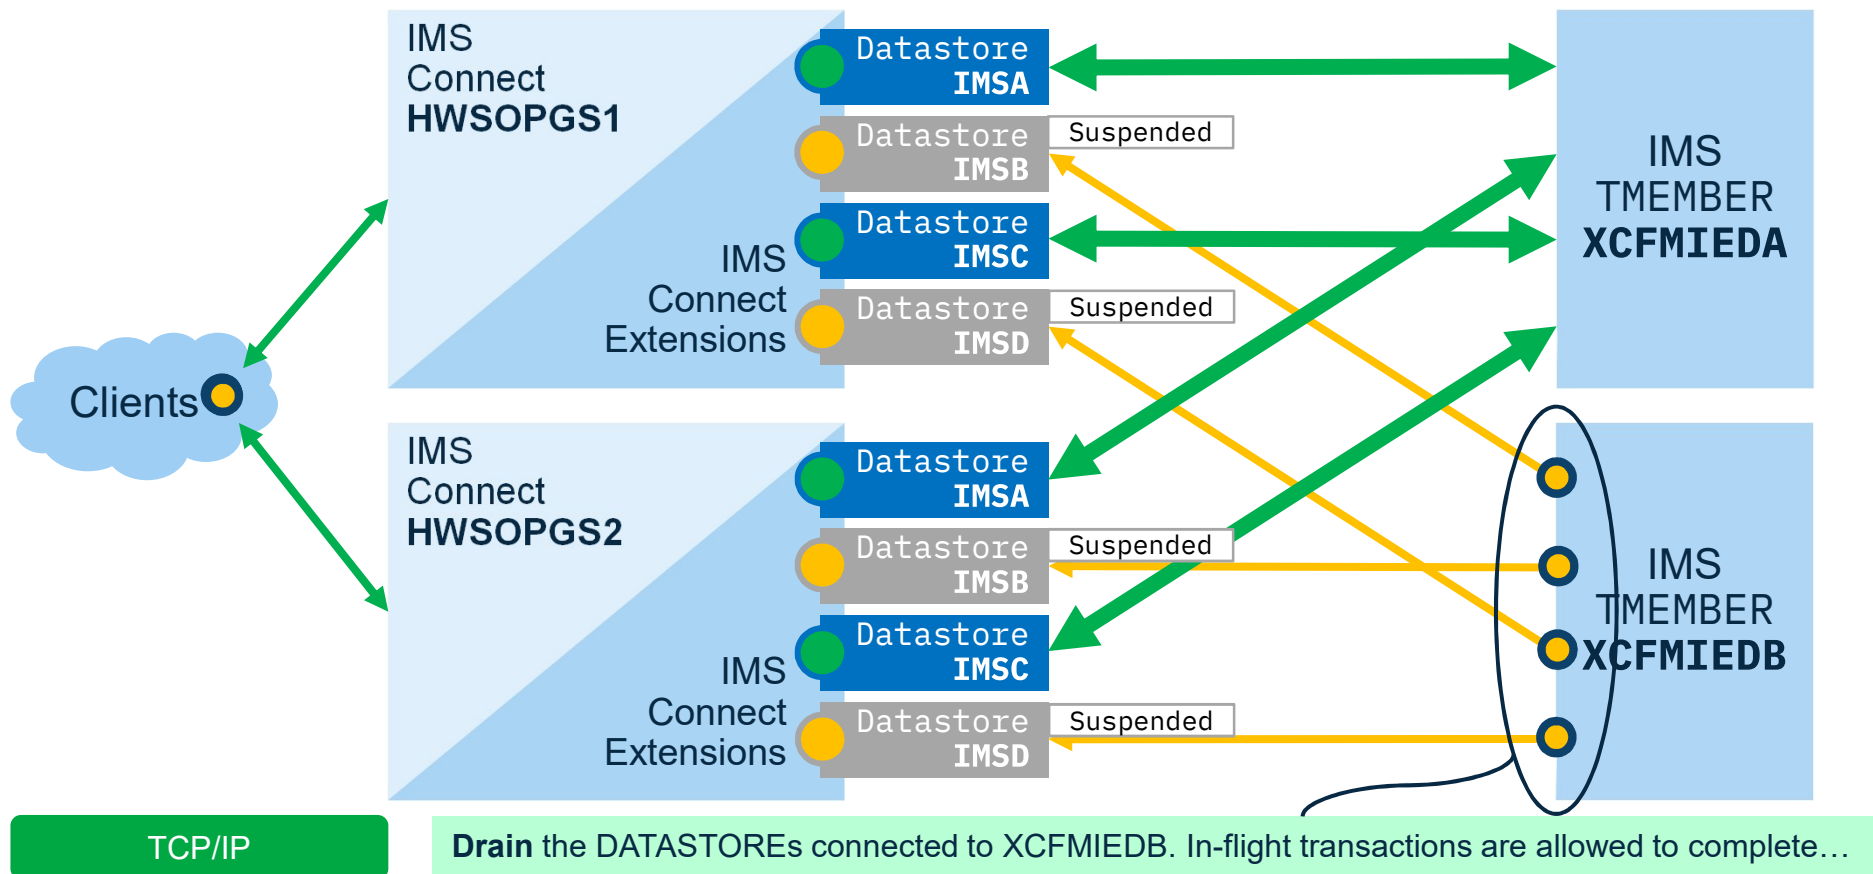 IMS
Connect
HWSOPGS1
IMS
Connect
Extensions
Datastore
IMSA
Datastore
IMSB
Suspended
Datastore
IMSC
Datastore
IMSD
Suspended
IMS
TMEMBER
XCFMIEDA
Clients
IMS
Connect
HWSOPGS2
IMS
Connect
Extensions
Datastore
IMSA
Datastore
IMSB
Suspended
Datastore
IMSC
Datastore
IMSD
Suspended
IMS
TMEMBER
XCFMIEDB
TCP/IP
Drain the DATASTOREs connected to XCFMIEDB. In-flight transactions are allowed to complete…